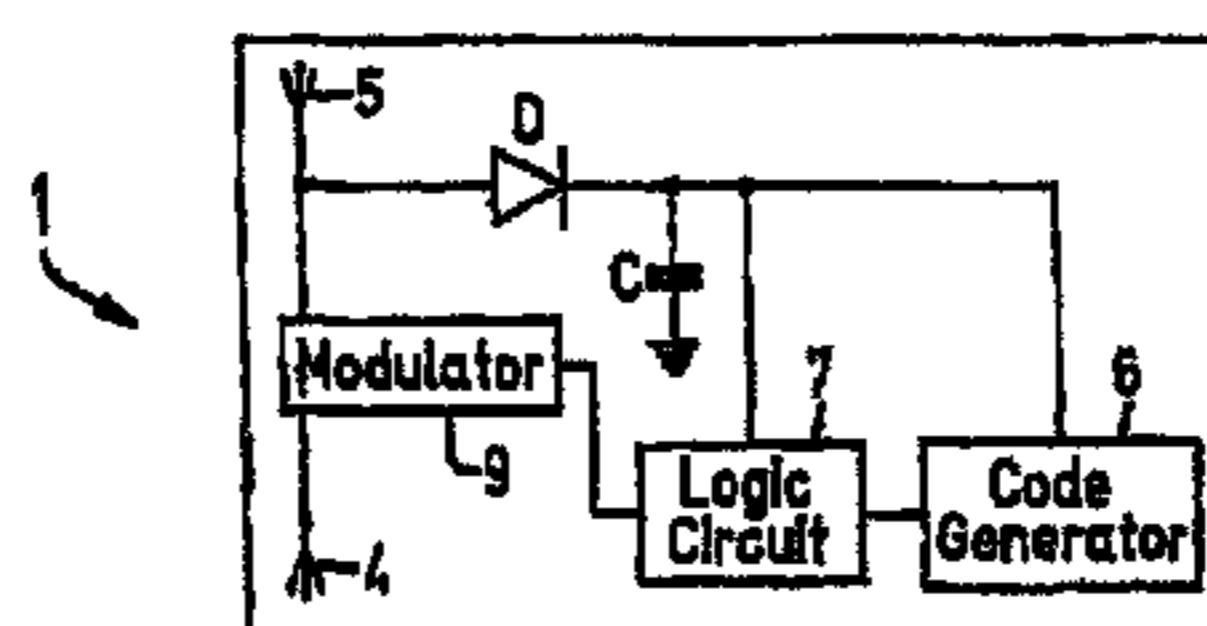 5
D
1
C
Modulator
7
6
9
Logic
Circuit
Code
Generator
4